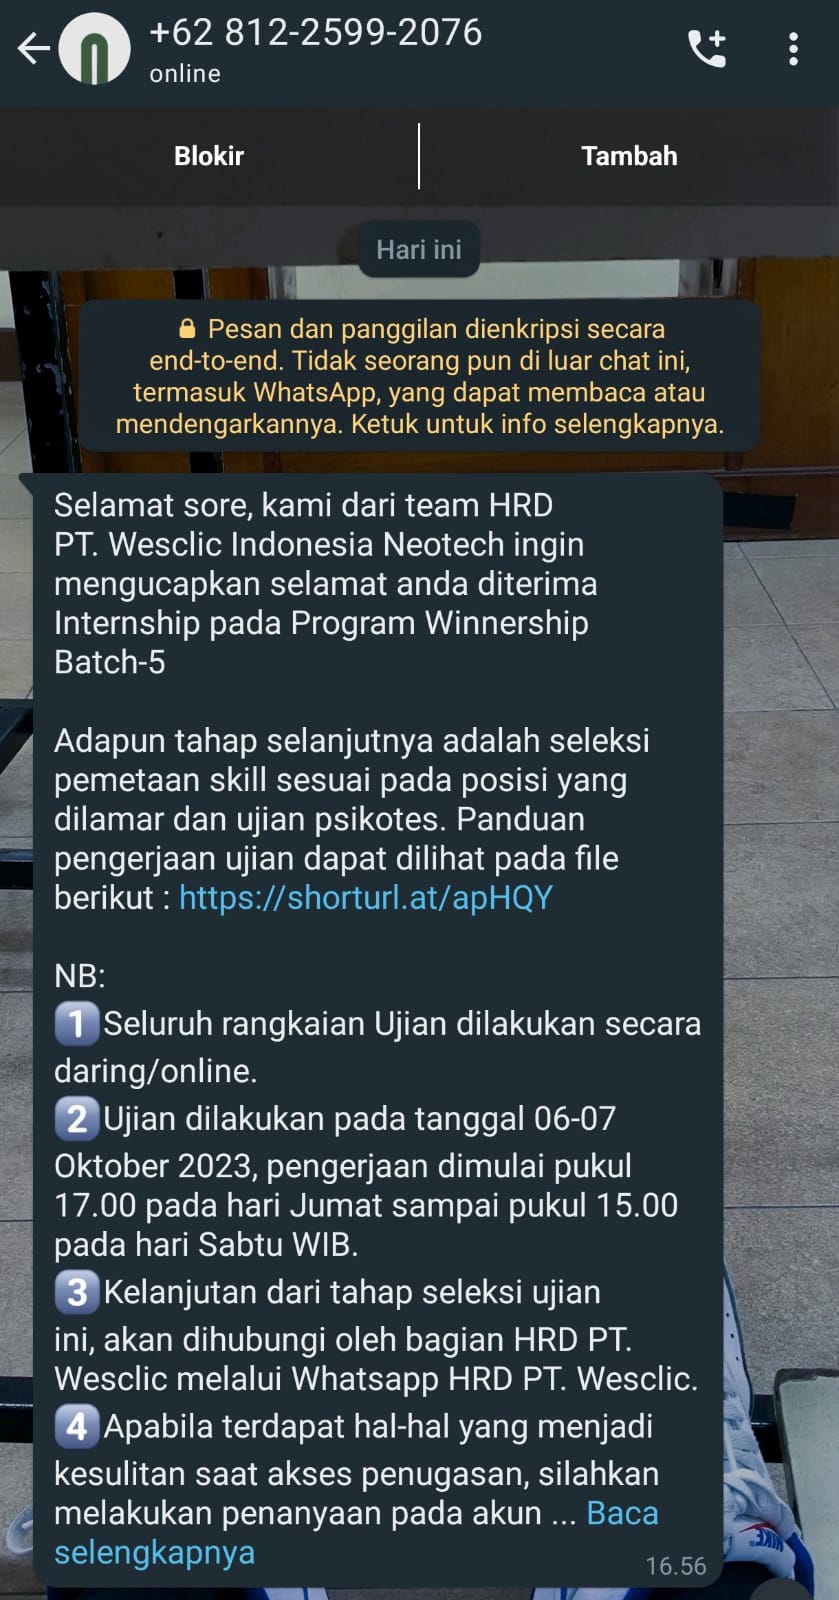 +62 812-2599-2076
online
Blokir
Tambah
Hari ini
🔒 Pesan dan panggilan dienkripsi secara
end-to-end. Tidak seorang pun di luar chat ini,
termasuk WhatsApp, yang dapat membaca atau
mendengarkannya. Ketuk untuk info selengkapnya.
Selamat sore, kami dari team HRD
PT. Wesclic Indonesia Neotech ingin
mengucapkan selamat anda diterima
Internship pada Program Winnership
Batch-5
Adapun tahap selanjutnya adalah seleksi
pemetaan skill sesuai pada posisi yang
dilamar dan ujian psikotes. Panduan
pengerjaan ujian dapat dilihat pada file
berikut : https://shorturl.at/apHQY
NB:
1️⃣Seluruh rangkaian Ujian dilakukan secara
daring/online.
2️⃣Ujian dilakukan pada tanggal 06-07
Oktober 2023, pengerjaan dimulai pukul
17.00 pada hari Jumat sampai pukul 15.00
pada hari Sabtu WIB.
3️⃣Kelanjutan dari tahap seleksi ujian
ini, akan dihubungi oleh bagian HRD PT.
Wesclic melalui Whatsapp HRD PT. Wesclic.
4️⃣Apabila terdapat hal-hal yang menjadi
kesulitan saat akses penugasan, silahkan
melakukan penanyaan pada akun ... Baca
selengkapnya
16.56
NIKE